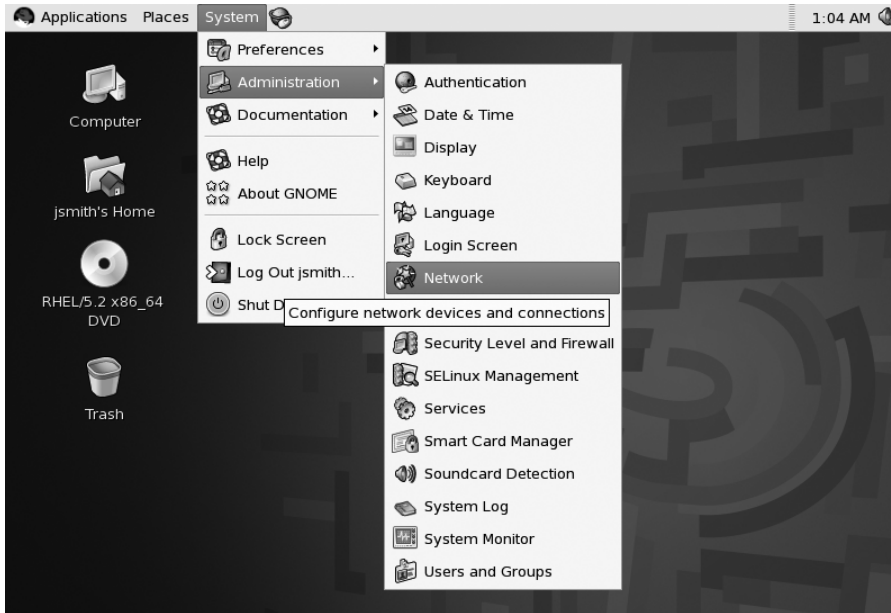 Applications Places System
1:04 AM
Preferences
Administration
Documentation
Help
About GNOME
Lock Screen
Log Out jsmith...
Shut D
Authentication
Date & Time
Display
Keyboard
Language
Login Screen
Network
Configure network devices and connections
Security Level and Firewall
SELinux Management
Services
Smart Card Manager
Soundcard Detection
System Log
System Monitor
Users and Groups
Computer
jsmith's Home
RHEL/5.2 x86_64
DVD
Trash